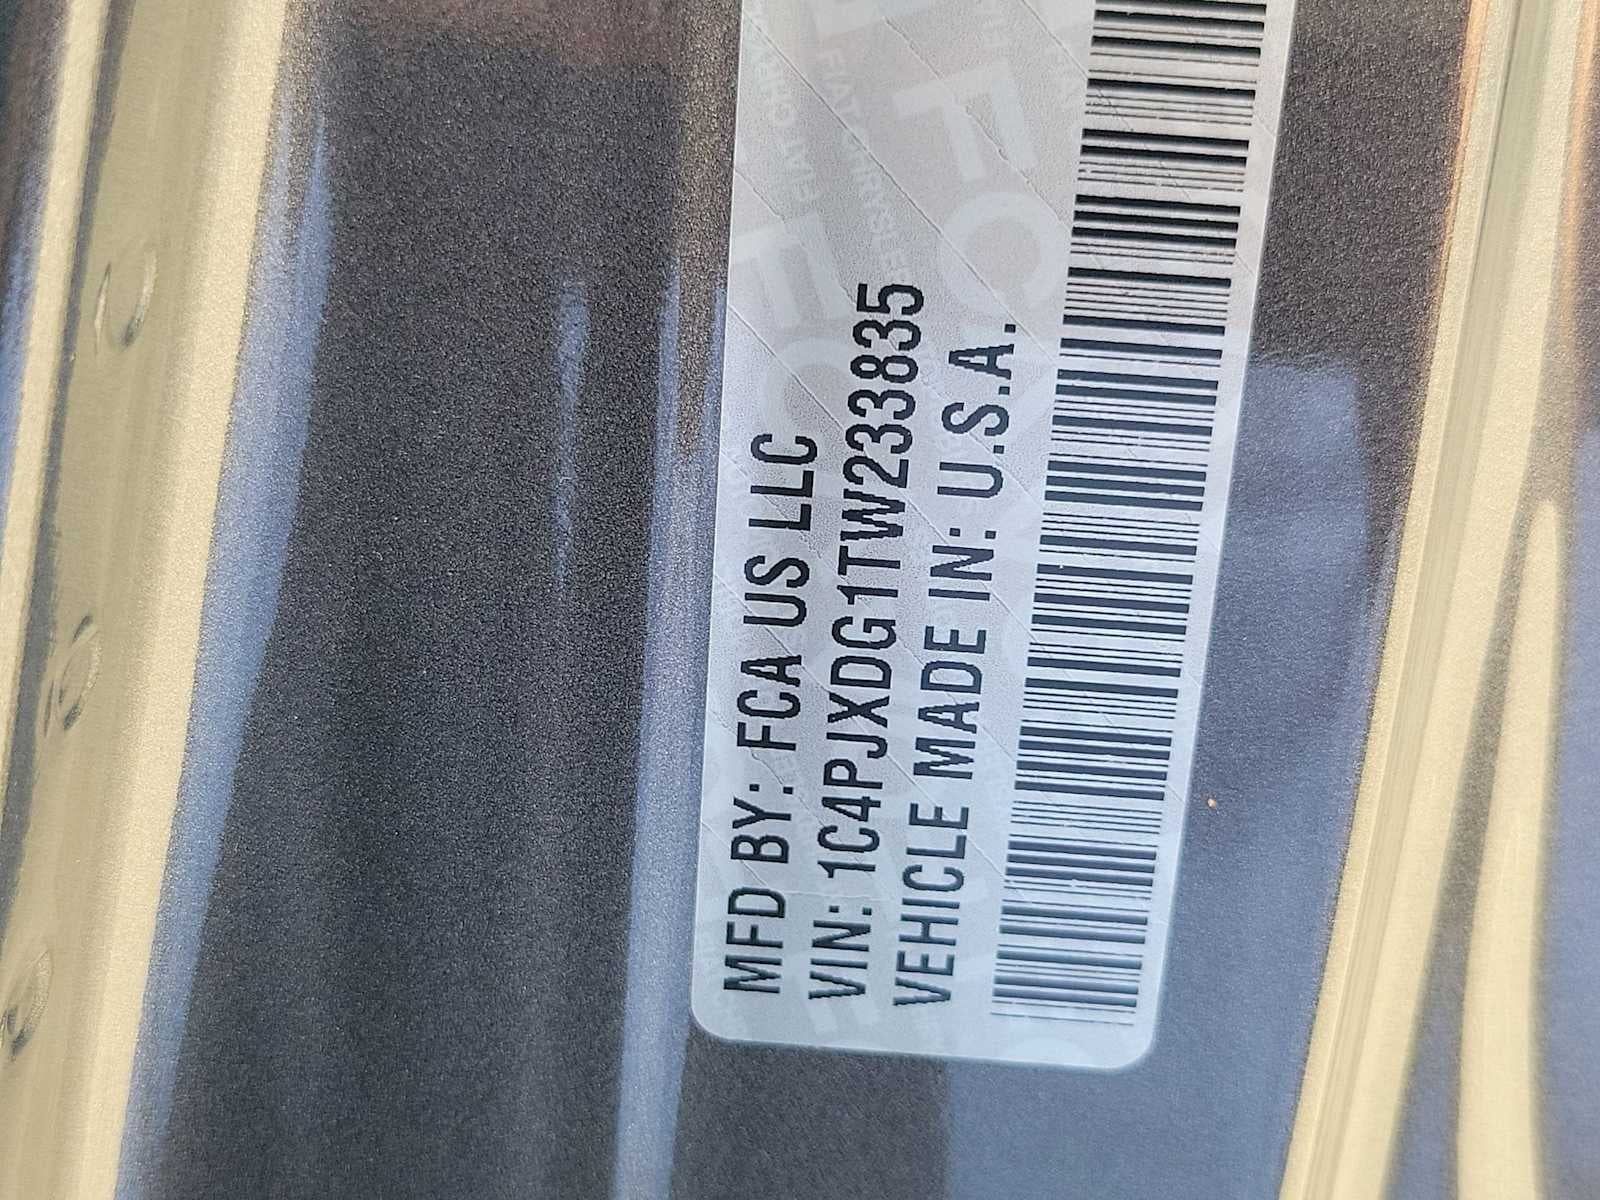 MFD BY: FCA US LLC
VIN: 1C4PJXDG1TW233835
VEHICLE MADE IN: U.S.A.